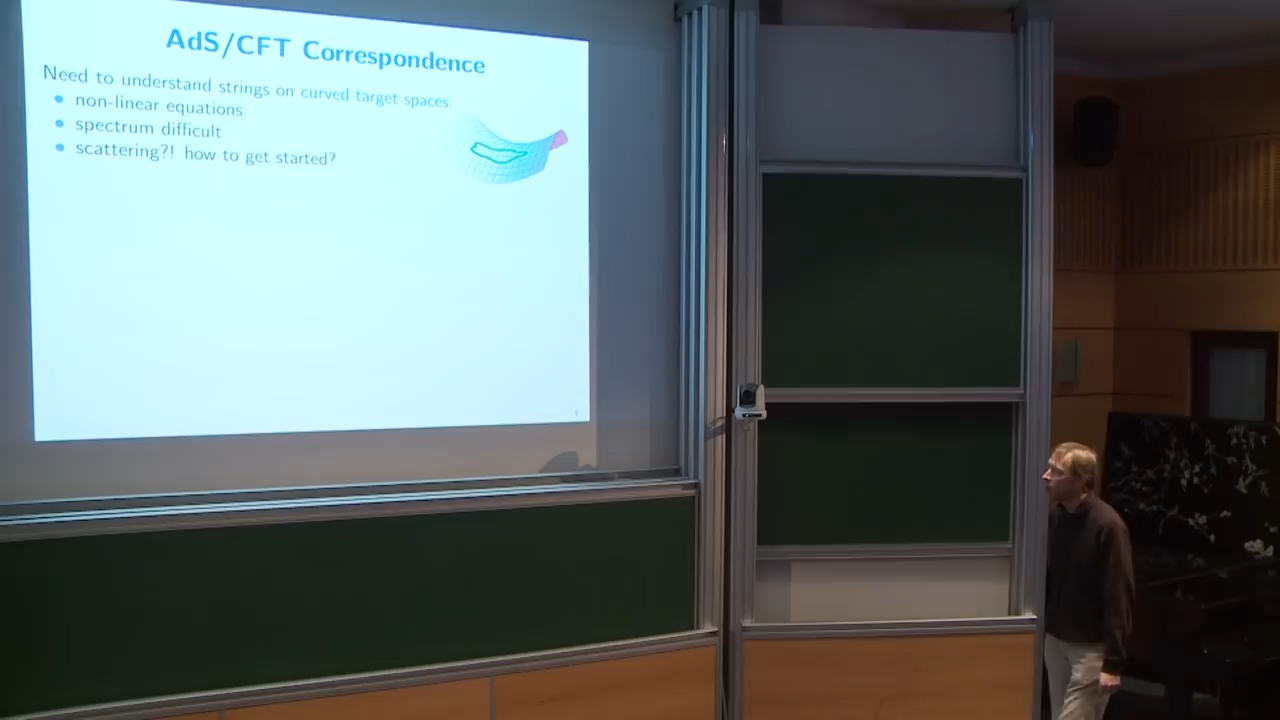 AdS/CFT Correspondence
Need to understand strings on curved target spaces:
• non-linear equations
• spectrum difficult
• scattering?! how to get started?